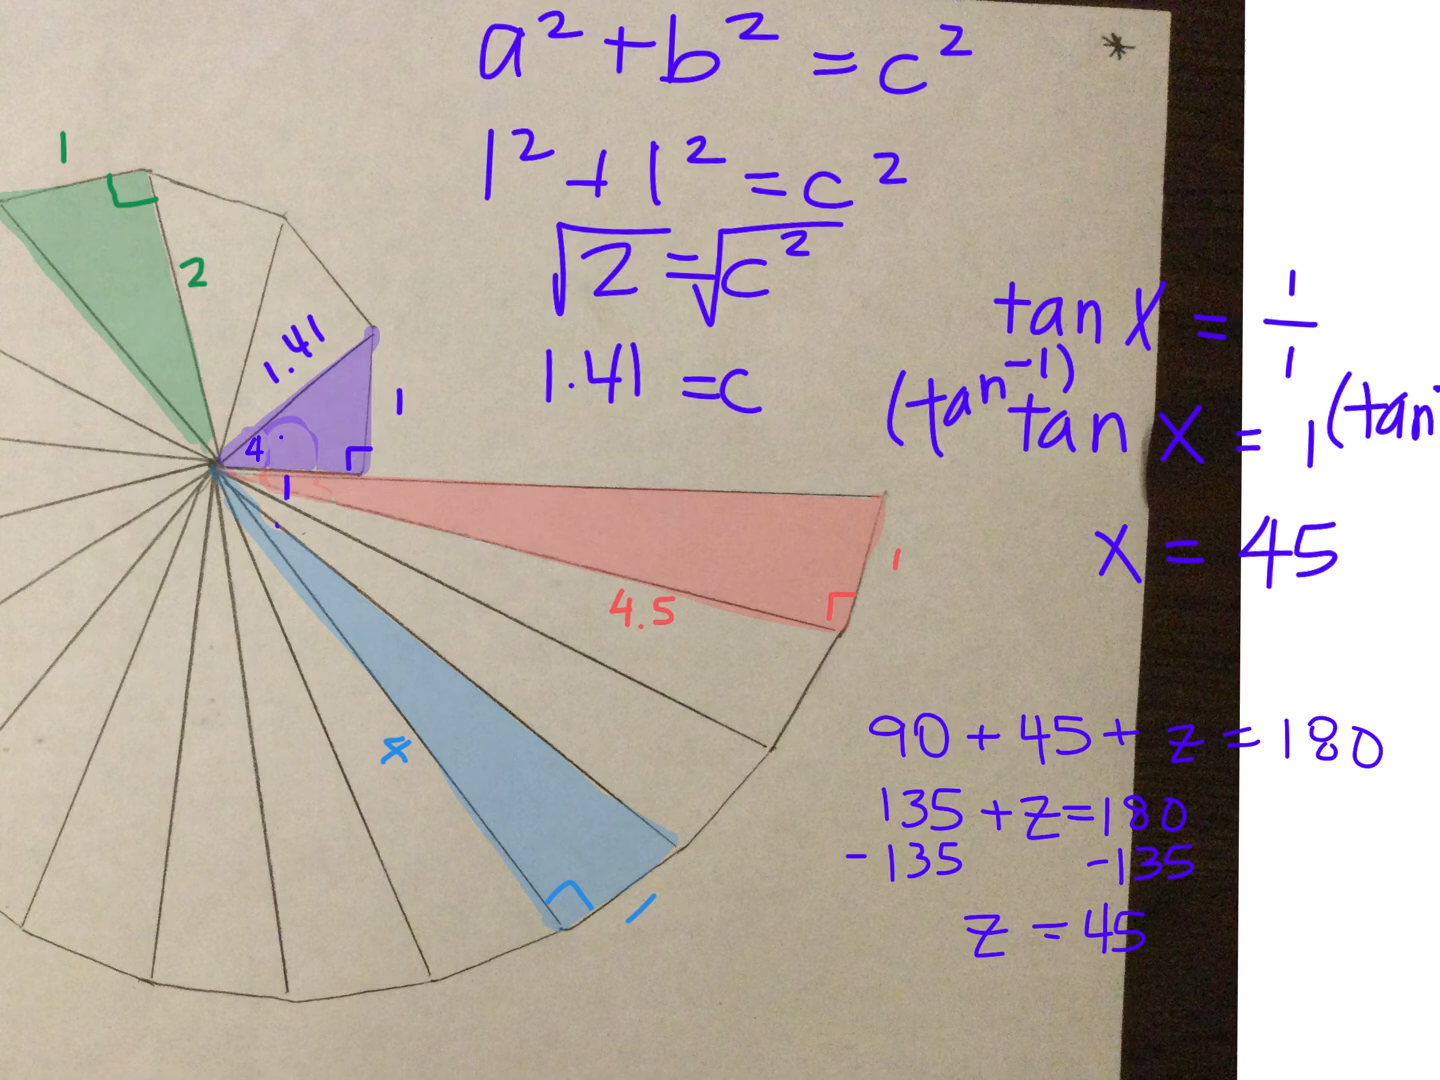 a² + b² = c²
1² + 1² = c²
√2 = √c²
1.41 = c
tan x = 1/1
(tan⁻¹) tan x = 1 (tan⁻
x = 45
90 + 45 + z = 180
135 + z = 180
-135 -135
z = 45
1
2
1.41
1
4
1
1
4.5
1